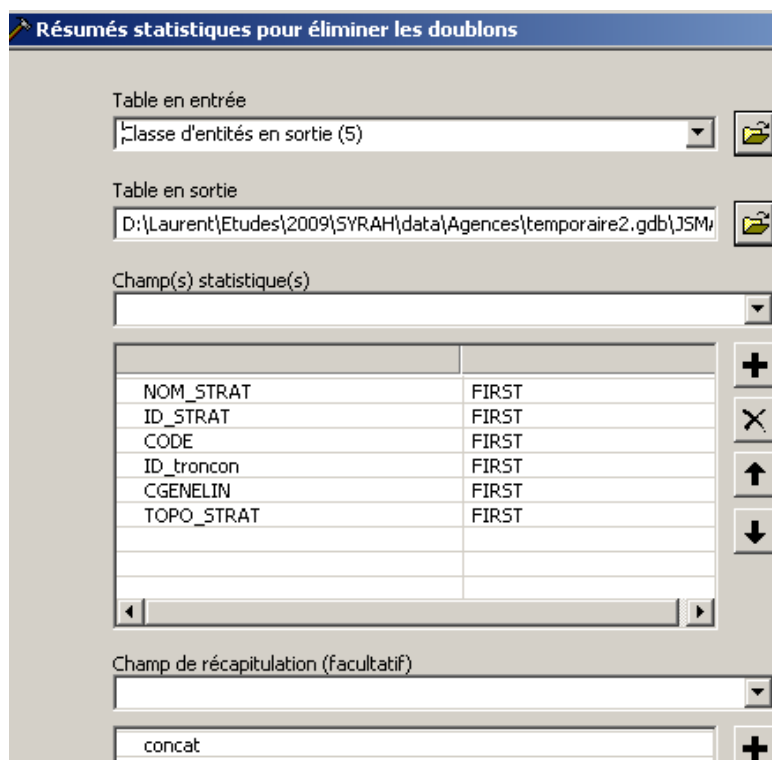 Résumés statistiques pour éliminer les doublons
Table en entrée
Classe d'entités en sortie (5)
Table en sortie
D:\Laurent\Etudes\2009\SYRAH\data\Agences\temporaire2.gdb\JSMA
Champ(s) statistique(s)
NOM_STRAT FIRST
ID_STRAT FIRST
CODE FIRST
ID_troncon FIRST
CGENELIN FIRST
TOPO_STRAT FIRST
Champ de récapitulation (facultatif)
concat